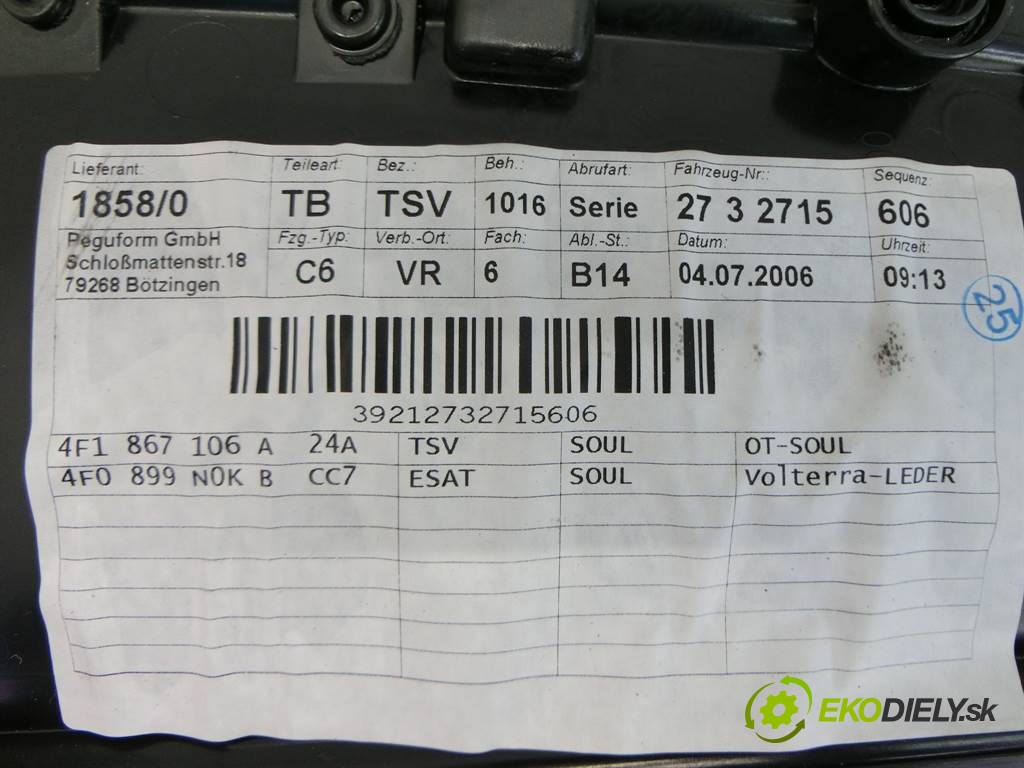 Lieferant: Teileart: Bez.: Beh.: Abrufart: Fahrzeug-Nr.: Sequenz:
1858/0 TB TSV 1016 Serie 27 3 2715 606
Peguform GmbH Fzg.-Typ: Verb.-Ort: Fach: Abl.-St.: Datum: Uhrzeit:
Schloßmattenstr.18 C6 VR 6 B14 04.07.2006 09:13
79268 Bötzingen
25
39212732715606
4F1 867 106 A 24A TSV SOUL OT-SOUL
4F0 899 N0K B CC7 ESAT SOUL Volterra-LEDER
EKODIELY.sk